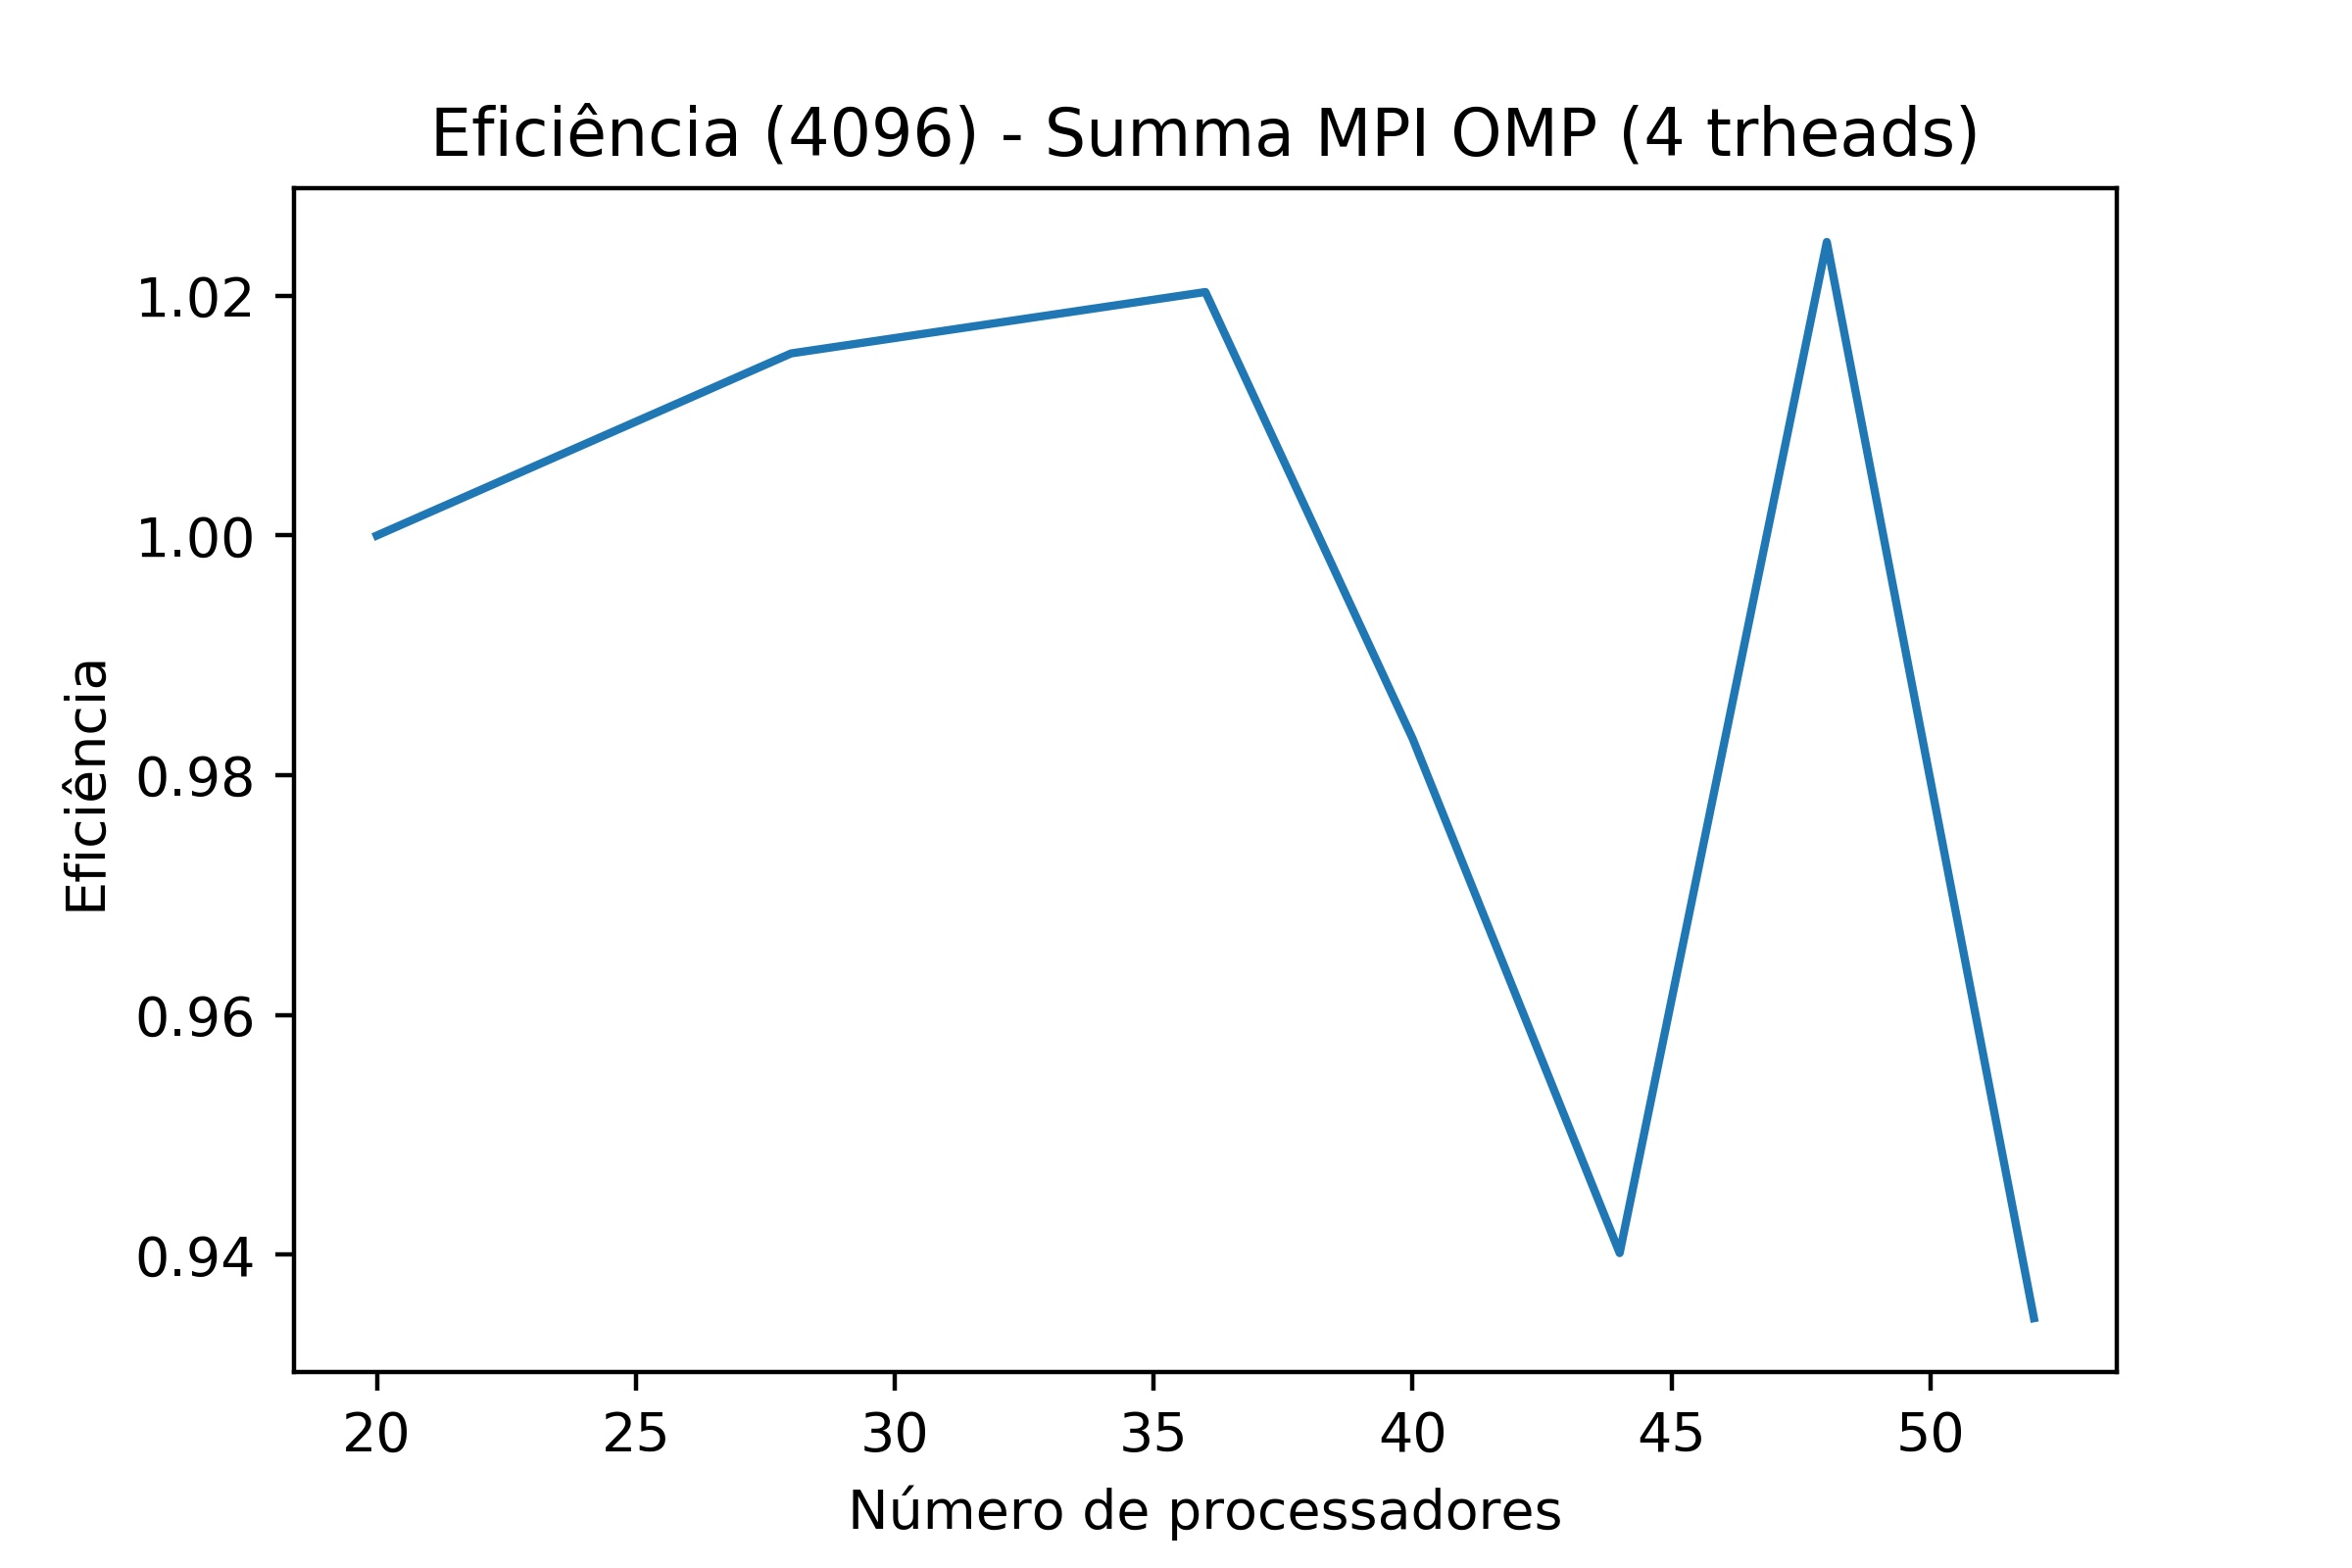 Eficiência (4096) - Summa MPI OMP (4 trheads)
Eficiência
1.02
1.00
0.98
0.96
0.94
20 25 30 35 40 45 50
Número de processadores